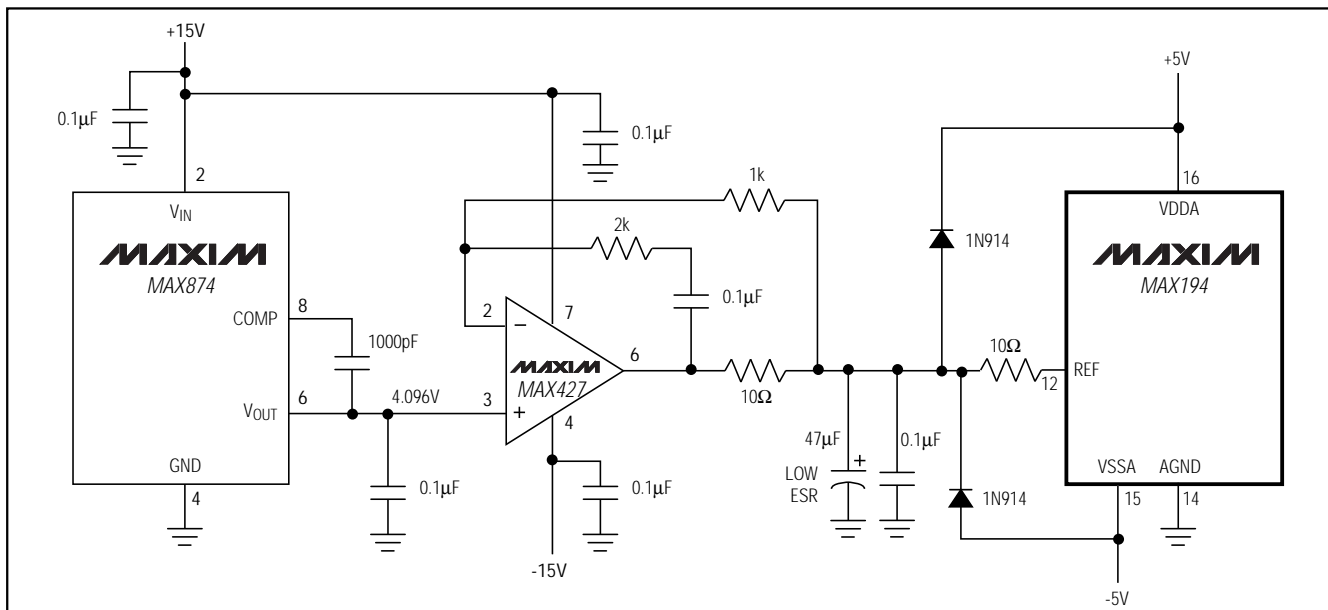 +15V
0.1µF
0.1µF
+5V
2
VIN
MAXIM
MAX874
COMP
8
1000pF
VOUT
6
4.096V
GND
4
0.1µF
1k
2k
0.1µF
2
−
7
MAXIM
MAX427
6
3
+
4
0.1µF
-15V
10Ω
47µF
+
LOW
ESR
0.1µF
1N914
1N914
10Ω
12
REF
16
VDDA
MAXIM
MAX194
VSSA
AGND
15
14
-5V